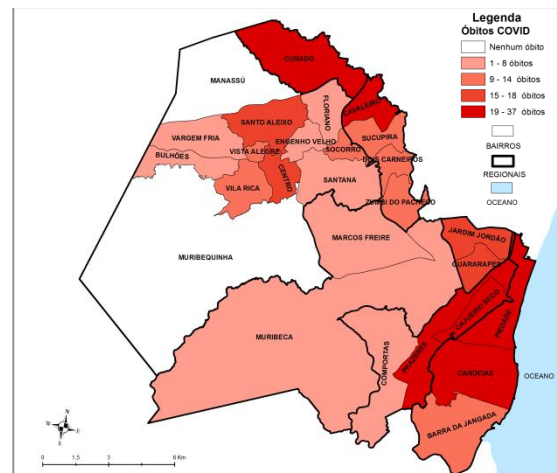 Legenda
Óbitos COVID
Nenhum óbito
1 - 8 óbitos
9 - 14 óbitos
15 - 18 óbitos
19 - 37 óbitos
BAIRROS
REGIONAIS
OCEANO
CURADO
MANASSÚ
FLORIANO
CAVALEIRO
SANTO ALEIXO
VARGEM FRIA
ENGENHO VELHO
SUCUPIRA
SOCORRO
BULHÕES
VISTA ALEGRE
DOIS CARNEIROS
VILA RICA
CENTRO
SANTANA
ZUMBI DO PACHECO
MURIBEQUINHA
MARCOS FREIRE
JARDIM JORDÃO
GUARARAPES
CAJUEIRO SECO
PIEDADE
MURIBECA
COMPORTAS
PRAZERES
CANDEIAS
OCEANO
BARRA DA JANGADA
N
W
E
S
0 1,5 3 6 Km